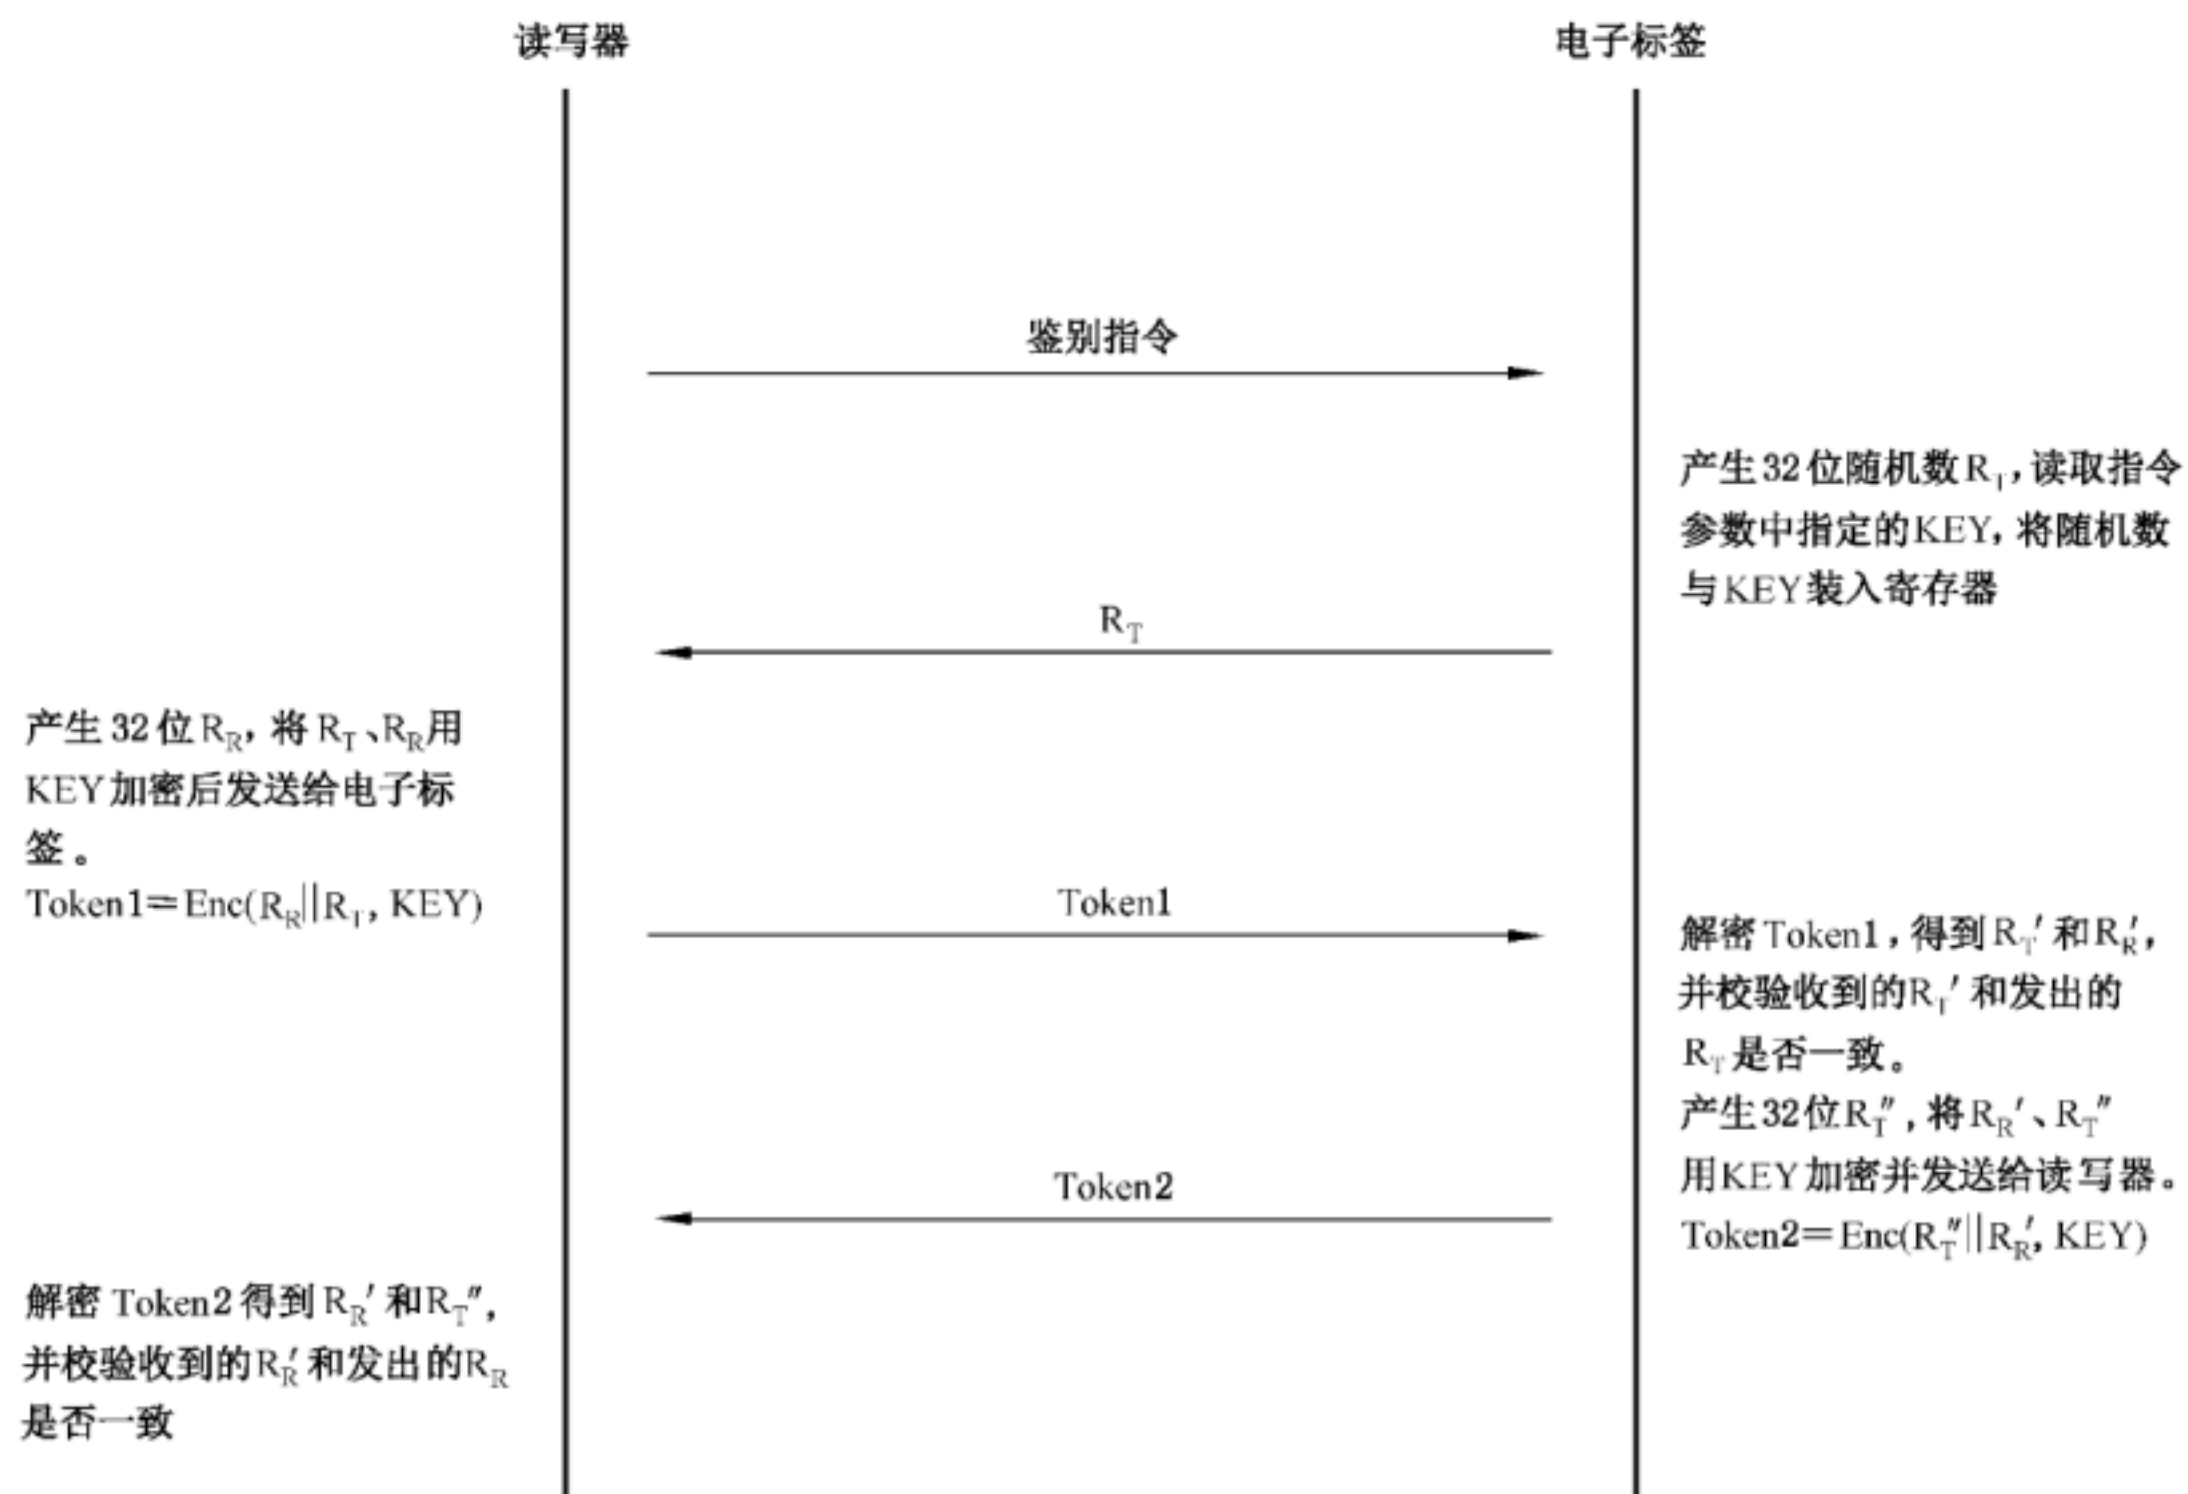 读写器
电子标签
鉴别指令
产生32位随机数R_T,读取指令
参数中指定的KEY,将随机数
与KEY装入寄存器
R_T
产生32位R_R,将R_T、R_R用
KEY加密后发送给电子标
签。
Token1=Enc(R_R||R_T, KEY)
Token1
解密Token1,得到R_T′和R_R′,
并校验收到的R_T′和发出的
R_T是否一致。
产生32位R_T″,将R_R′、R_T″
用KEY加密并发送给读写器。
Token2=Enc(R_T″||R_R′, KEY)
Token2
解密Token2得到R_R′和R_T″,
并校验收到的R_R′和发出的R_R
是否一致